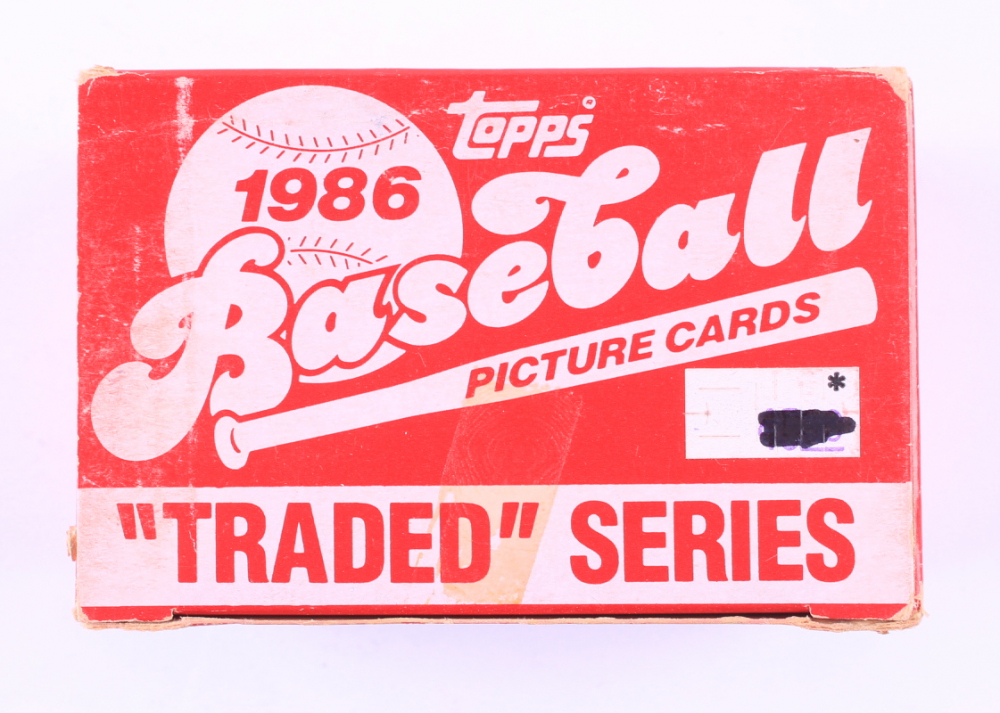 topps®
1986
Baseball
PICTURE CARDS
*
"TRADED" SERIES